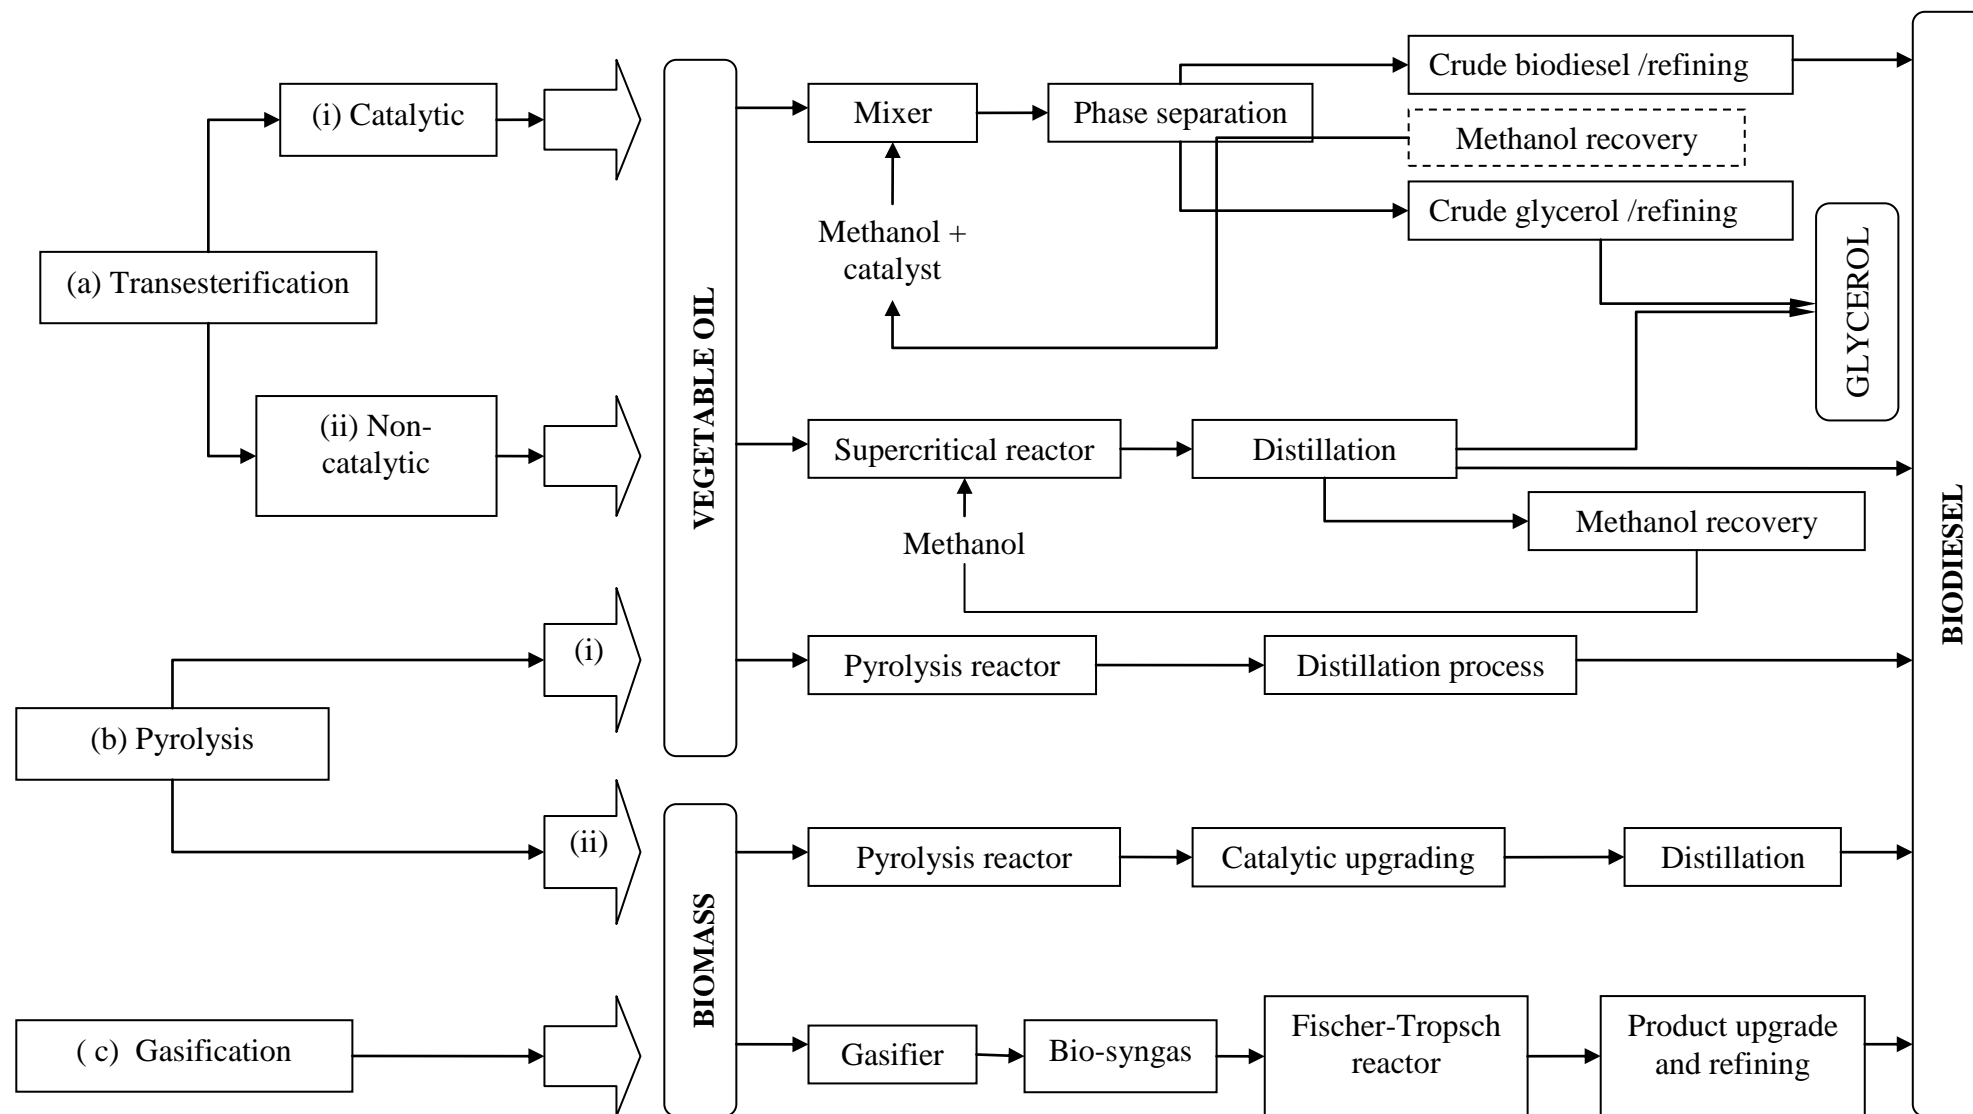 (a) Transesterification
(i) Catalytic
(ii) Non-
catalytic
(b) Pyrolysis
(i)
(ii)
( c)  Gasification
VEGETABLE OIL
BIOMASS
Mixer
Phase separation
Crude biodiesel /refining
Methanol recovery
Crude glycerol /refining
Methanol +
catalyst
GLYCEROL
Supercritical reactor
Distillation
Methanol recovery
Methanol
Pyrolysis reactor
Distillation process
Pyrolysis reactor
Catalytic upgrading
Distillation
Gasifier
Bio-syngas
Fischer-Tropsch
reactor
Product upgrade
and refining
BIODIESEL